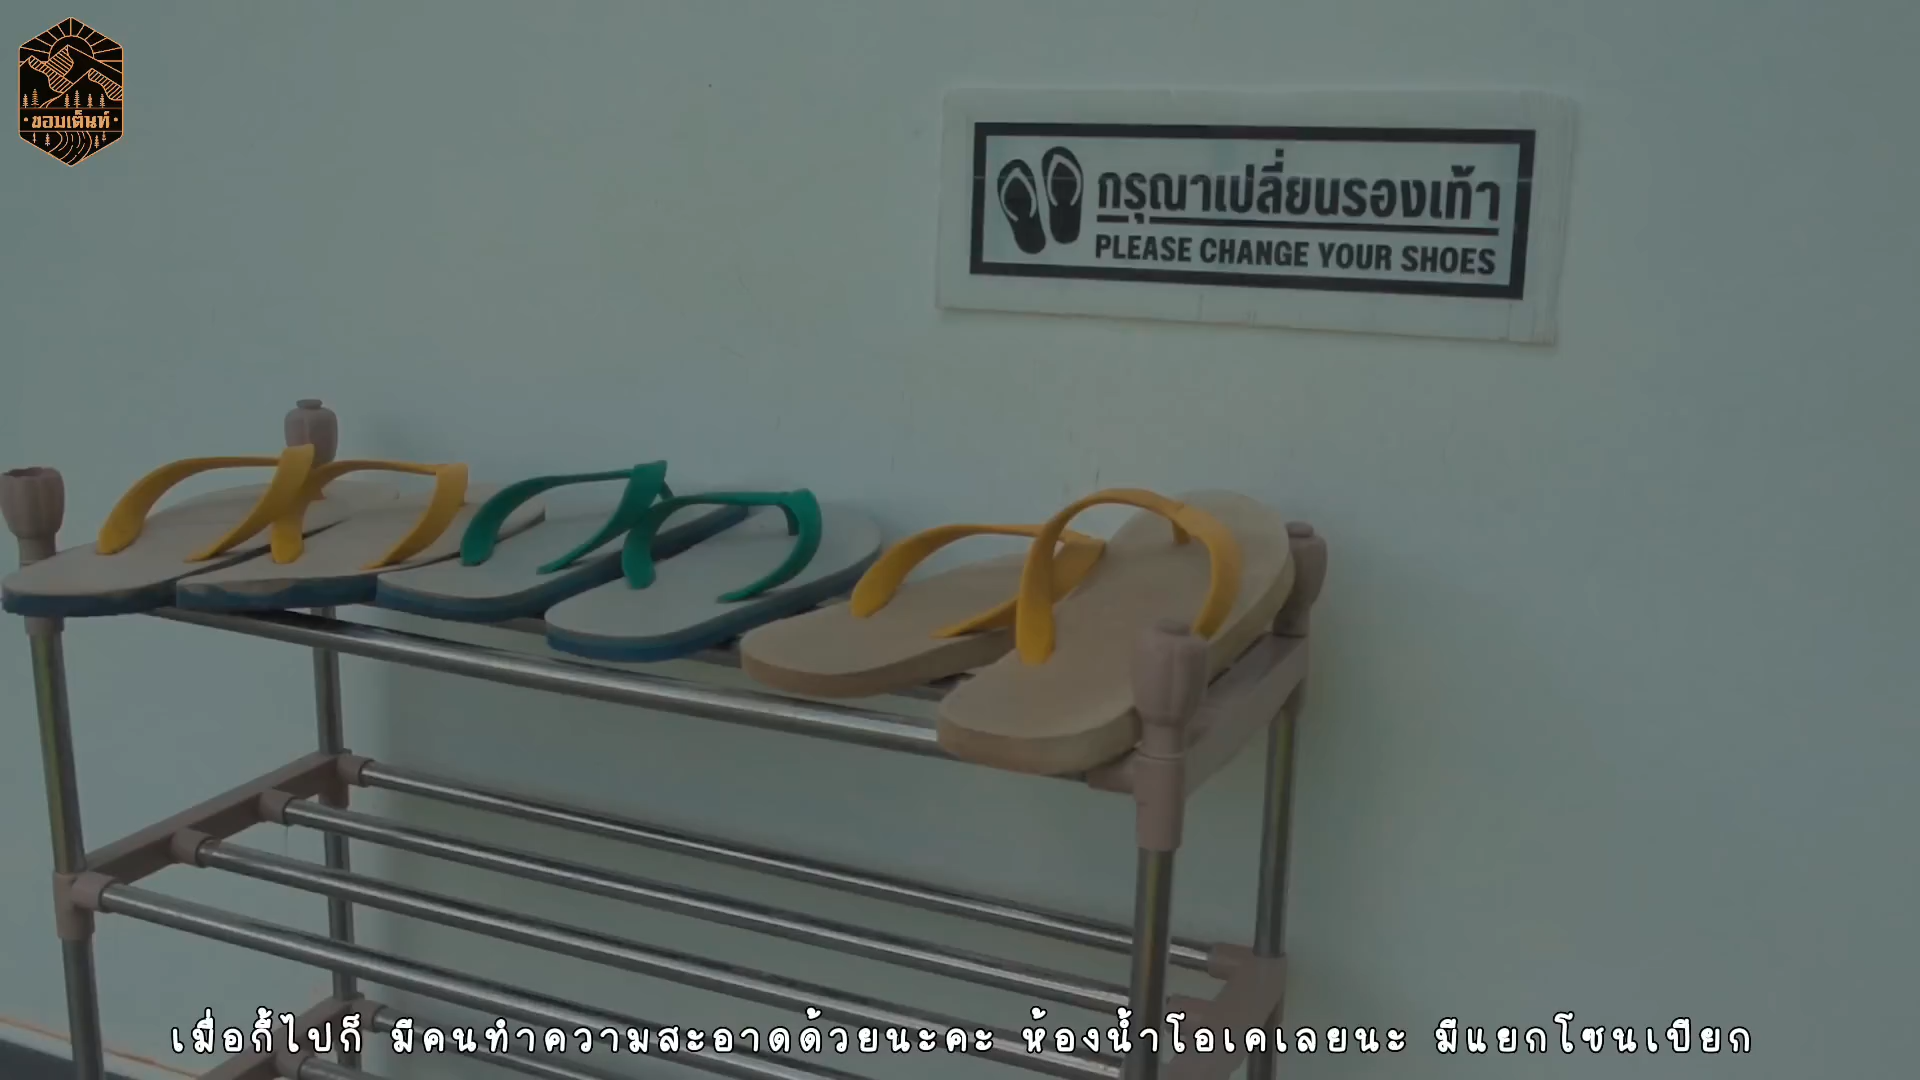 ขอบเต็นท์
กรุณาเปลี่ยนรองเท้า
PLEASE CHANGE YOUR SHOES
เมื่อกี้ไปก็ มีคนทำความสะอาดด้วยนะคะ ห้องน้ำโอเคเลยนะ มีแยกโซนเปียก